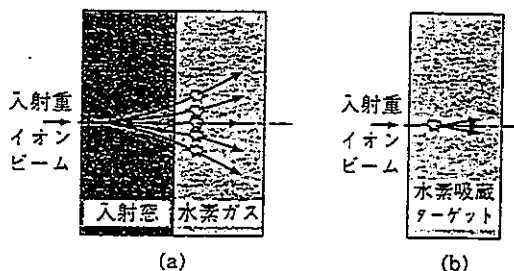 入射重
イオン
ビーム
入射窓
水素ガス
(a)
入射重
イオン
ビーム
水素吸蔵
ターゲット
(b)